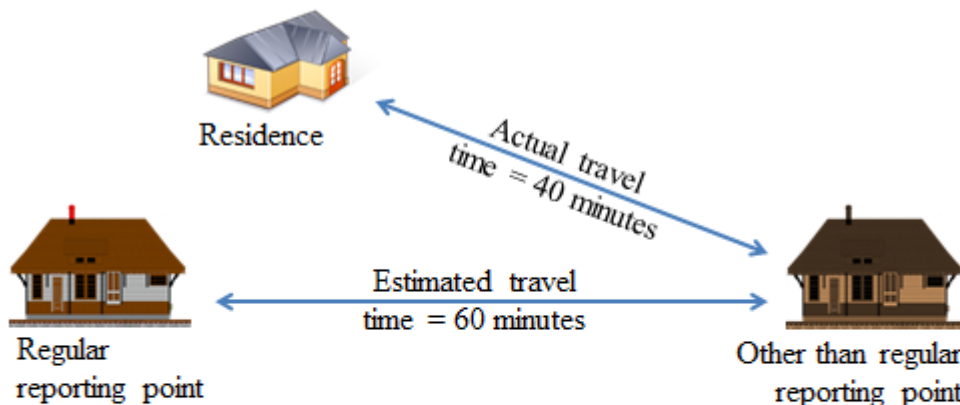 Residence
Actual travel
time = 40 minutes
Estimated travel
time = 60 minutes
Regular
reporting point
Other than regular
reporting point